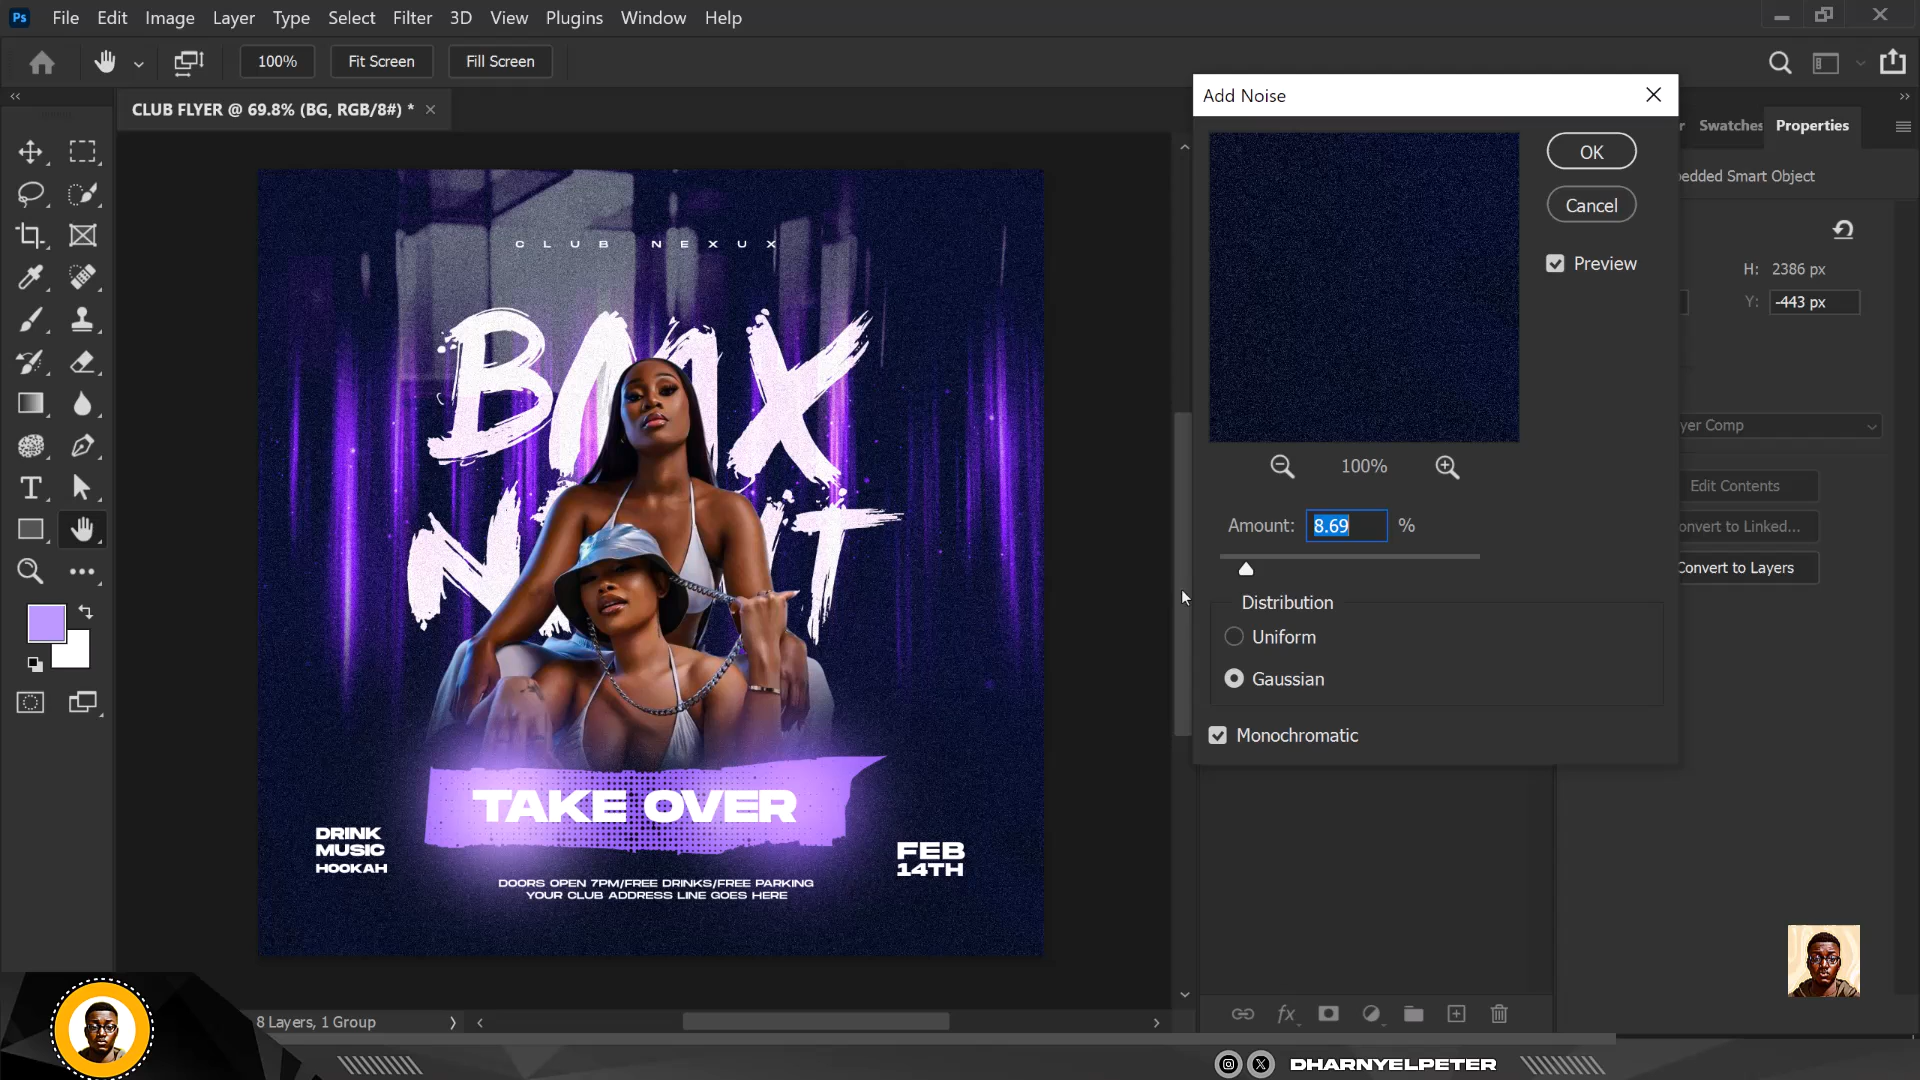 Ps File Edit Image Layer Type Select Filter 3D View Plugins Window Help
100% Fit Screen Fill Screen
CLUB FLYER @ 69.8% (BG, RGB/8#) * ×
Add Noise
Swatches Properties
OK
Cancel
Preview
Embedded Smart Object
H: 2386 px
Y: -443 px
CLUB NEXUX
BMX
TAKE OVER
DRINK
MUSIC
HOOKAH
FEB
14TH
DOORS OPEN 7PM/FREE DRINKS/FREE PARKING
YOUR CLUB ADDRESS LINE GOES HERE
100%
Amount: 8.69 %
Distribution
Uniform
Gaussian
Monochromatic
yer Comp
Edit Contents
onvert to Linked...
Convert to Layers
8 Layers, 1 Group
fx
DHARNYELPETER